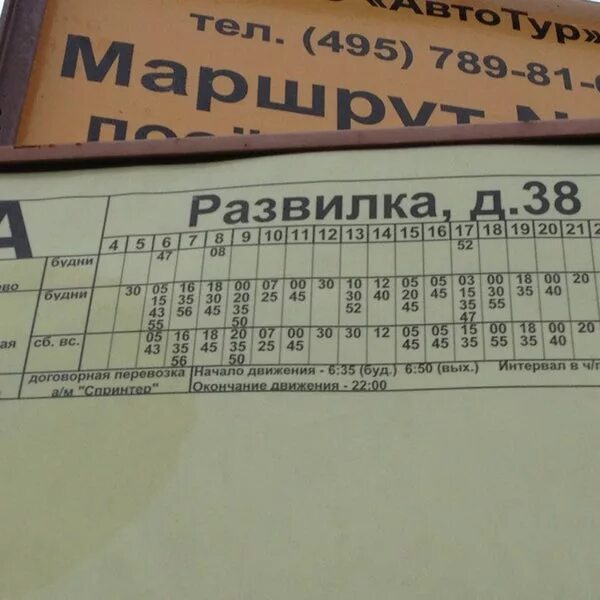 «АвтоТур»
тел. (495) 789-81-
Маршрут
А Развилка, д.38
4 5 6 7 8 9 10 11 12 13 14 15 16 17 18 19 20 21
будни 47 08 52
будни 30 05 16 18 00 07 00 30 10 12 05 05 03 00 18 00 20
15 35 30 20 25 45 30 40 20 45 15 30 35 40
43 56 45 35 52 45 35 55
55 50 47
сб. вс. 05 16 18 20 07 00 30 30 12 05 05 15 00 18 00 20
43 35 45 35 25 45 45 45 35 55 35 40
56 50
договорная перевозка Начало движения - 6:35 (буд.) 6:50 (вых.) Интервал в ч/п
а/м "Спринтер" Окончание движения - 22:00